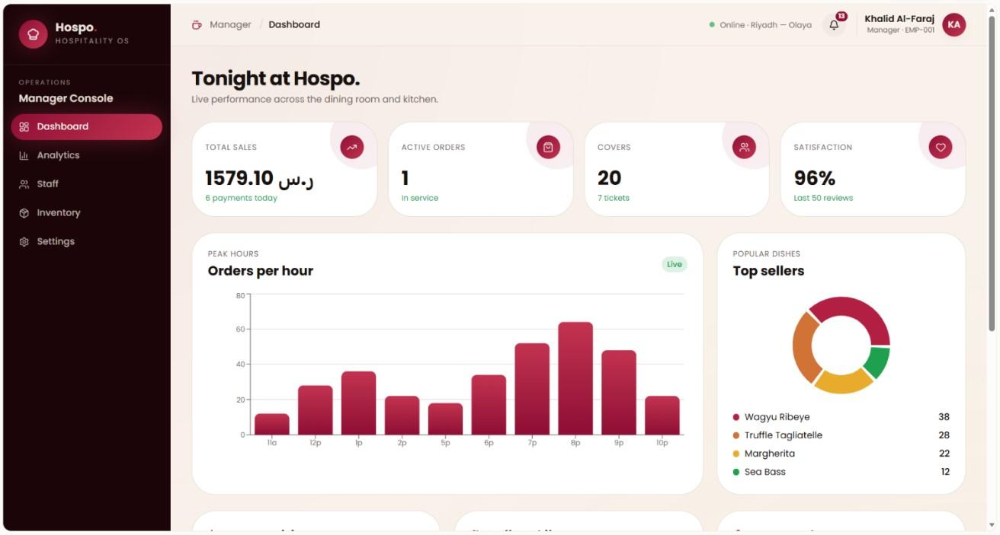 Hospo.
HOSPITALITY OS
OPERATIONS
Manager Console
Dashboard
Analytics
Staff
Inventory
Settings
Manager / Dashboard
Online · Riyadh — Olaya
13
Khalid Al-Faraj
Manager · EMP-001
KA
Tonight at Hospo.
Live performance across the dining room and kitchen.
TOTAL SALES
1579.10 ر.س
6 payments today
ACTIVE ORDERS
1
In service
COVERS
20
7 tickets
SATISFACTION
96%
Last 50 reviews
PEAK HOURS
Orders per hour
Live
80
60
40
20
0
11a 12p 1p 2p 5p 6p 7p 8p 9p 10p
POPULAR DISHES
Top sellers
Wagyu Ribeye 38
Truffle Tagliatelle 28
Margherita 22
Sea Bass 12